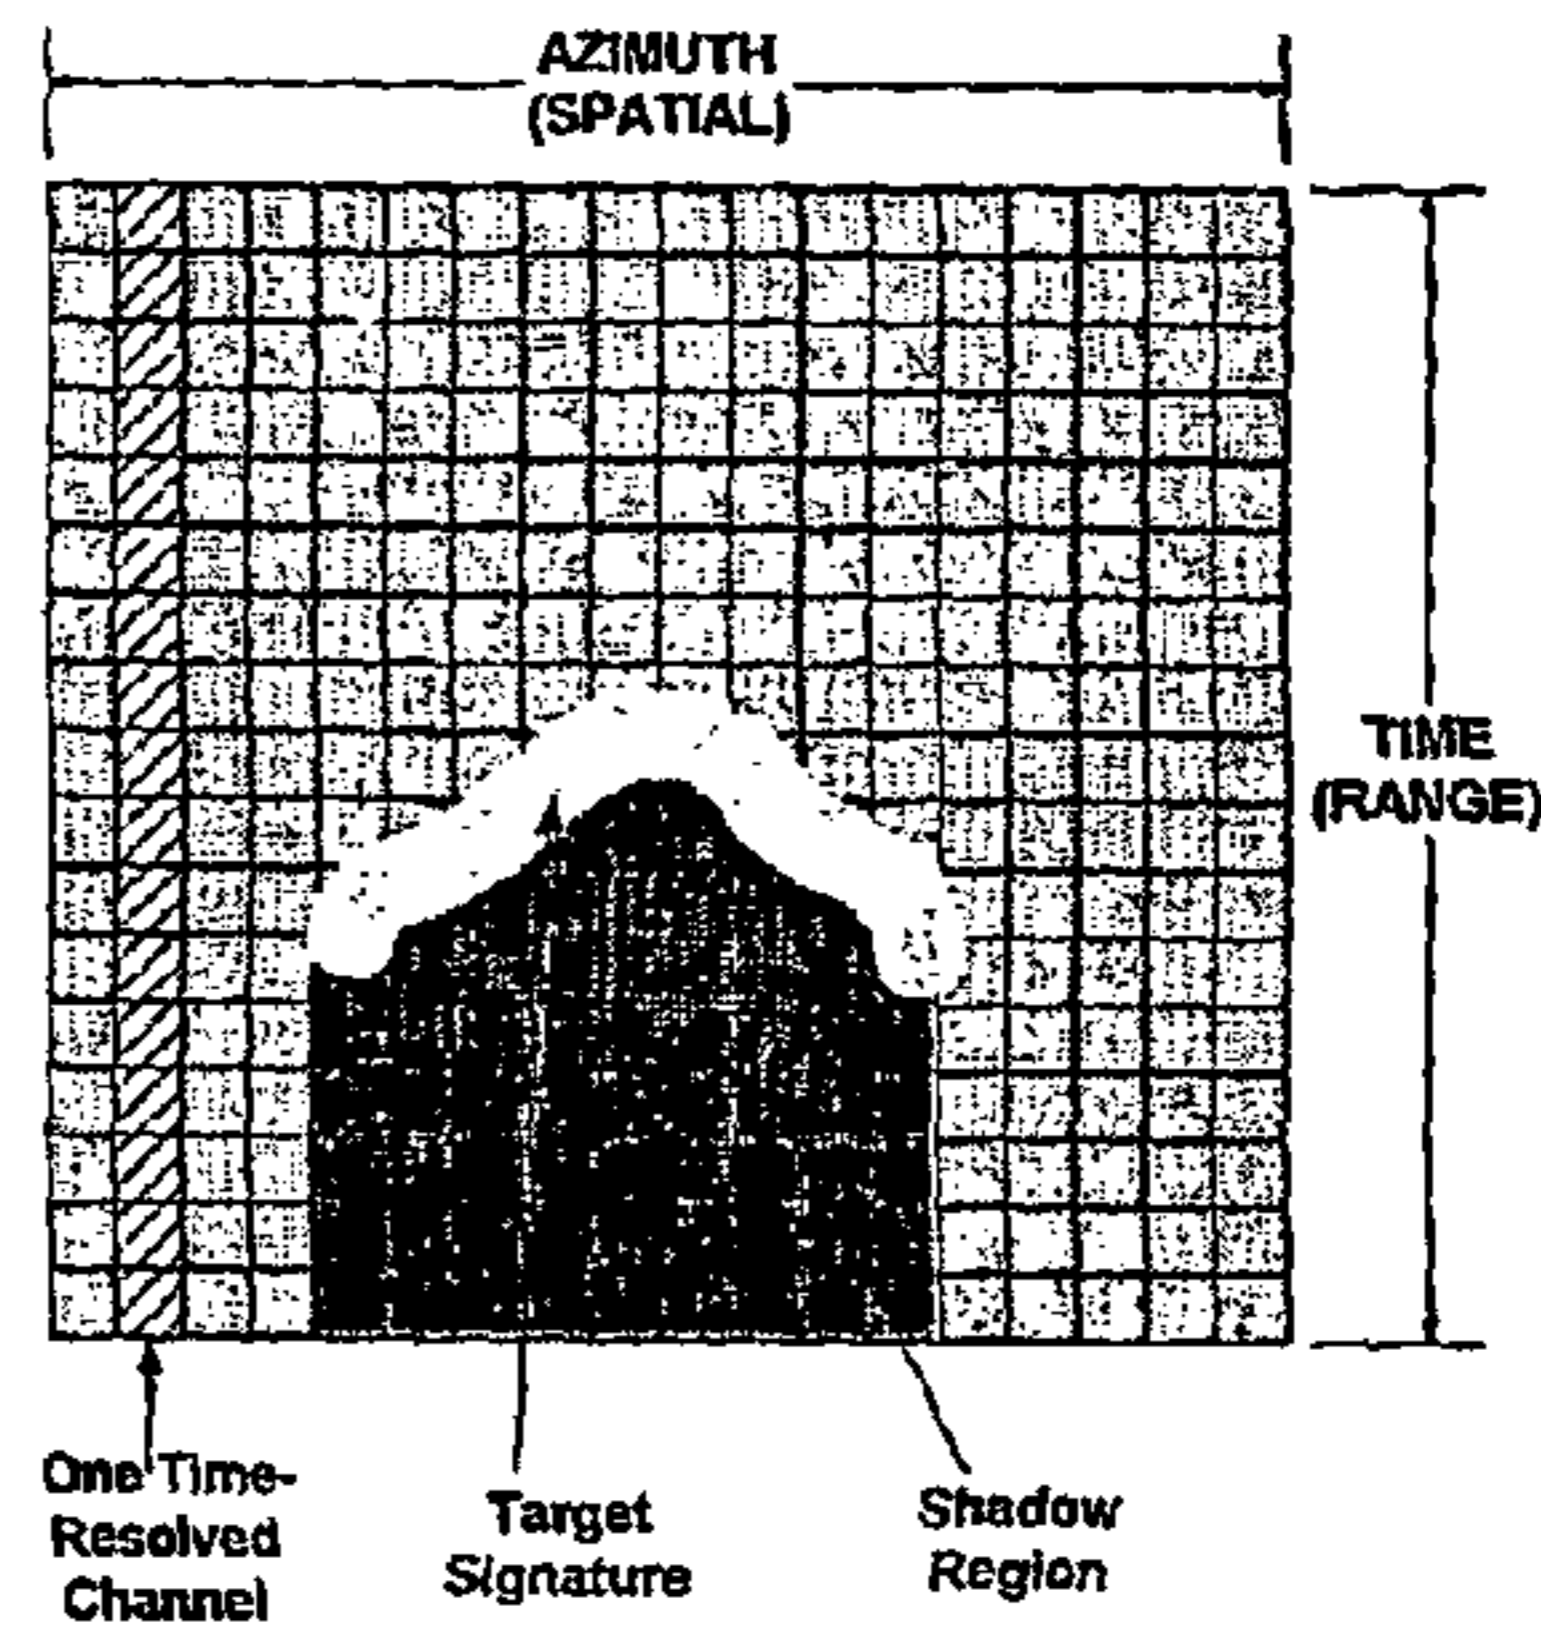 AZIMUTH
(SPATIAL)
TIME
(RANGE)
One Time-
Resolved
Channel
Target
Signature
Shadow
Region